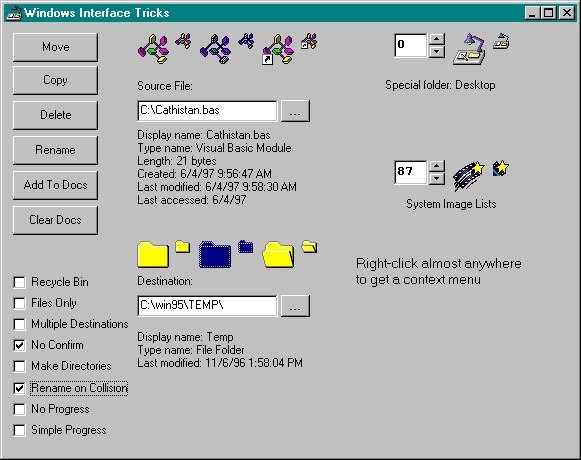 Windows Interface Tricks
Move
Copy
Delete
Rename
Add To Docs
Clear Docs
Recycle Bin
Files Only
Multiple Destinations
No Confirm
Make Directories
Rename on Collision
No Progress
Simple Progress
Source File:
C:\Cathistan.bas
...
Display name: Cathistan.bas
Type name: Visual Basic Module
Length: 21 bytes
Created: 6/4/97 9:56:47 AM
Last modified: 6/4/97 9:58:30 AM
Last accessed: 6/4/97
Destination:
C:\win95\TEMP\
...
Display name: Temp
Type name: File Folder
Last modified: 11/6/96 1:58:04 PM
0
Special folder: Desktop
87
System Image Lists
Right-click almost anywhere
to get a context menu